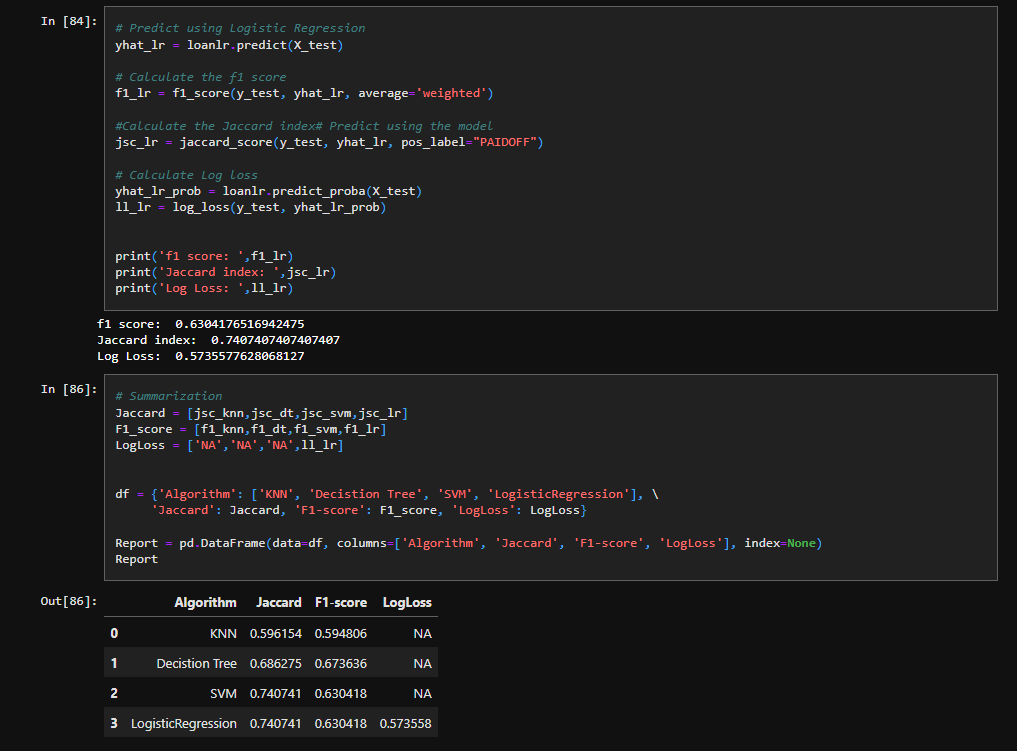 In [84]:
# Predict using Logistic Regression
yhat_lr = loanlr.predict(X_test)
# Calculate the f1 score
f1_lr = f1_score(y_test, yhat_lr, average='weighted')
#Calculate the Jaccard index# Predict using the model
jsc_lr = jaccard_score(y_test, yhat_lr, pos_label="PAIDOFF")
# Calculate Log loss
yhat_lr_prob = loanlr.predict_proba(X_test)
ll_lr = log_loss(y_test, yhat_lr_prob)
print('f1 score: ',f1_lr)
print('Jaccard index: ',jsc_lr)
print('Log Loss: ',ll_lr)
f1 score:  0.6304176516942475
Jaccard index:  0.7407407407407407
Log Loss:  0.5735577628068127
In [86]:
# Summarization
Jaccard = [jsc_knn,jsc_dt,jsc_svm,jsc_lr]
F1_score = [f1_knn,f1_dt,f1_svm,f1_lr]
LogLoss = ['NA','NA','NA',ll_lr]
df = {'Algorithm': ['KNN', 'Decistion Tree', 'SVM', 'LogisticRegression'], \
     'Jaccard': Jaccard, 'F1-score': F1_score, 'LogLoss': LogLoss}
Report = pd.DataFrame(data=df, columns=['Algorithm', 'Jaccard', 'F1-score', 'LogLoss'], index=None)
Report
Out[86]:
Algorithm Jaccard F1-score LogLoss
0 KNN 0.596154 0.594806 NA
1 Decistion Tree 0.686275 0.673636 NA
2 SVM 0.740741 0.630418 NA
3 LogisticRegression 0.740741 0.630418 0.573558